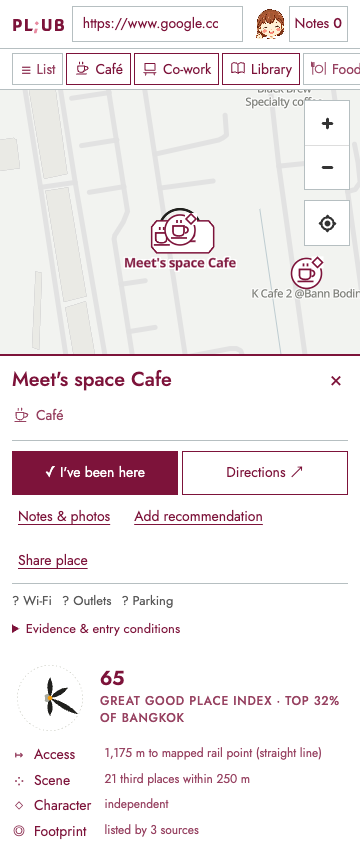 PL;UB https://www.google.cc Notes 0
List Café Co-work Library Food
Black Brew
Specialty coffee
+
−
Meet's space Cafe
K Cafe 2 @Bann Bodin
Meet's space Cafe ×
Café
✓ I've been here Directions ↗
Notes & photos Add recommendation
Share place
? Wi-Fi ? Outlets ? Parking
▶ Evidence & entry conditions
65
GREAT GOOD PLACE INDEX · TOP 32%
OF BANGKOK
Access 1,175 m to mapped rail point (straight line)
Scene 21 third places within 250 m
Character independent
Footprint listed by 3 sources